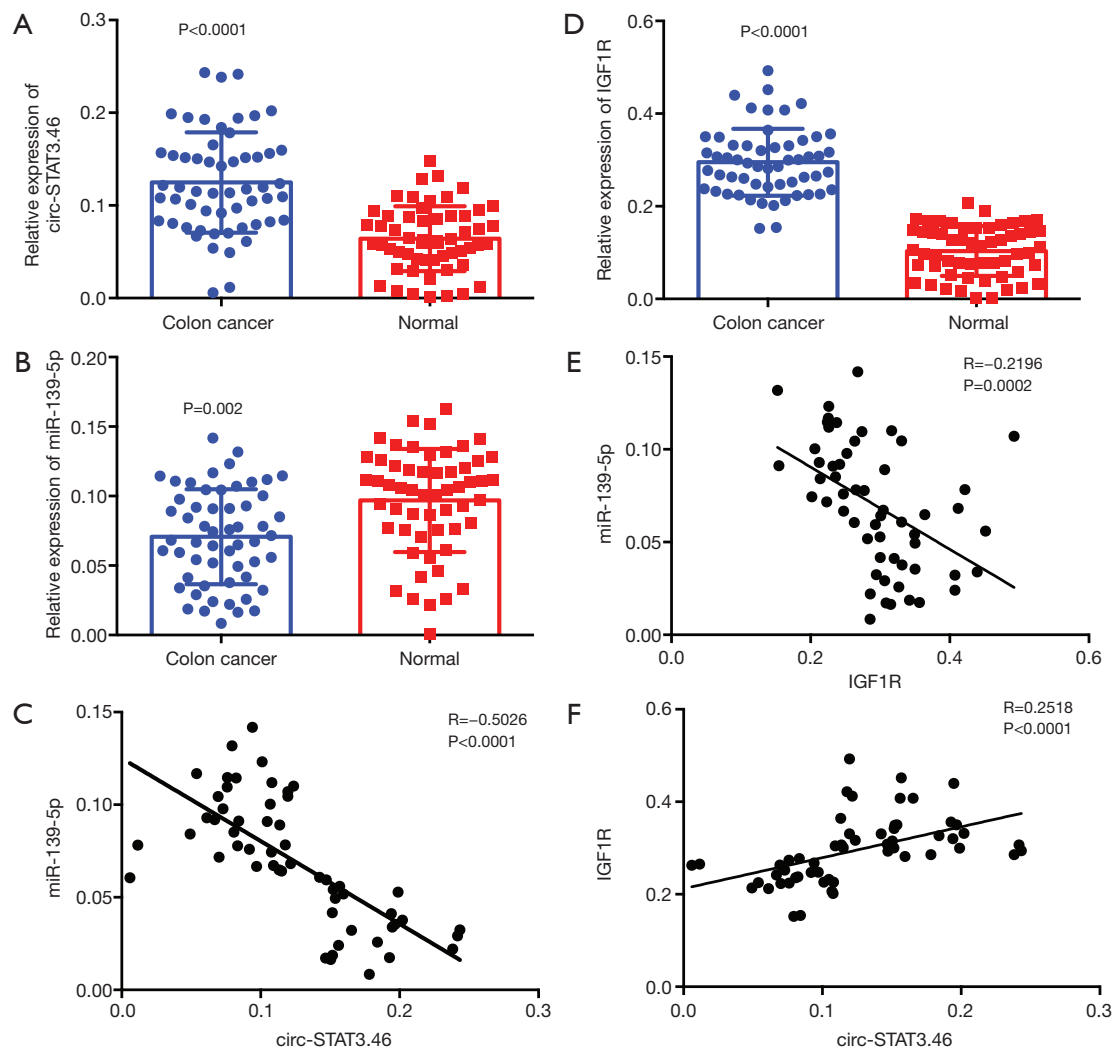 A
Relative expression of
circ-STAT3.46
0.3
0.2
0.1
0.0
P<0.0001
Colon cancer
Normal
D
Relative expression of IGF1R
0.6
0.4
0.2
0.0
P<0.0001
Colon cancer
Normal
B
Relative expression of miR-139-5p
0.20
0.15
0.10
0.05
0.00
P=0.002
Colon cancer
Normal
E
miR-139-5p
0.15
0.10
0.05
0.00
R=−0.2196
P=0.0002
0.0
0.2
0.4
0.6
IGF1R
C
miR-139-5p
0.15
0.10
0.05
0.00
R=−0.5026
P<0.0001
0.0
0.1
0.2
0.3
circ-STAT3.46
F
IGF1R
0.6
0.4
0.2
0.0
R=0.2518
P<0.0001
0.0
0.1
0.2
0.3
circ-STAT3.46